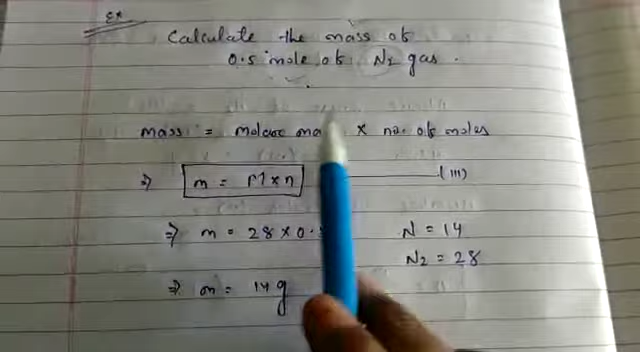 Ex
Calculate the mass of
0.5 mole of N₂ gas.
mass = molar mass × no. of moles
⇒ m = M × n (III)
⇒ m = 28 × 0.
N = 14
N₂ = 28
⇒ m = 14 g